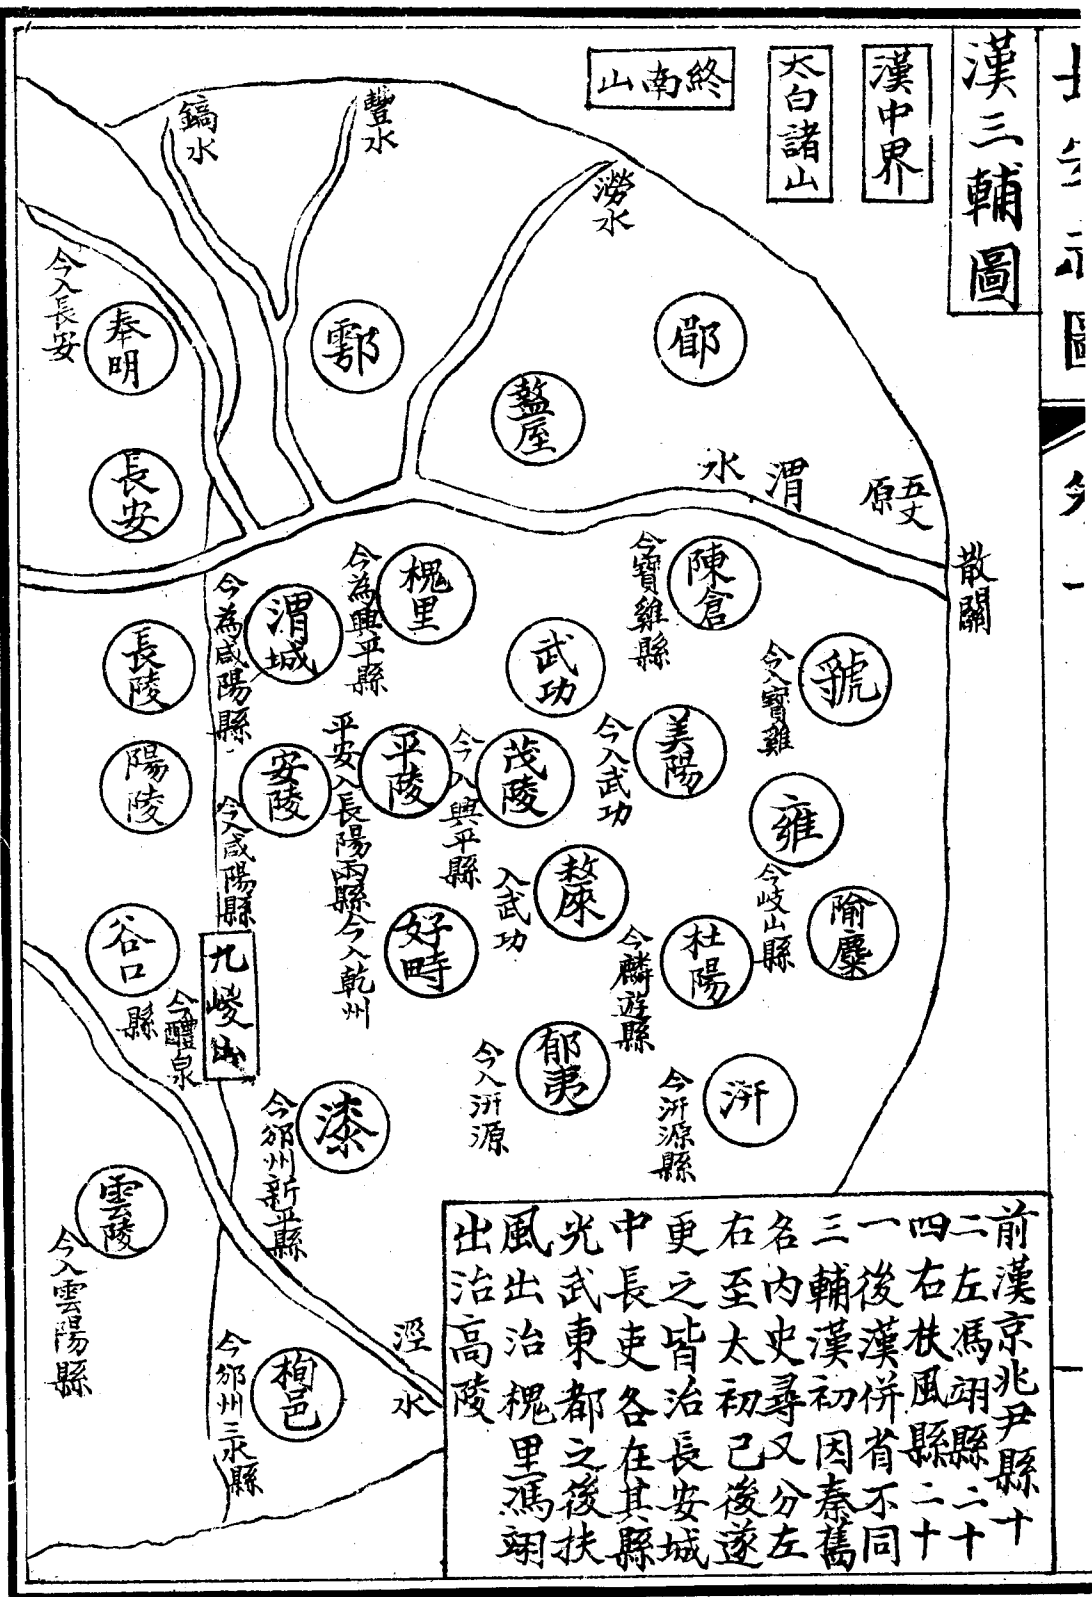 漢三輔圖
漢中界
太白諸山
終南山
豐水
鎬水
澇水
郿
盩厔
鄠
奉明
今入長安
長安
五丈原
渭水
散關
陳倉
今寶雞縣
槐里
今為興平縣
渭城
今為咸陽縣
武功
虢
今入寶雞
長陵
美陽
今入武功
茂陵
今入興平縣
平陵
平安入長陽兩縣
安陵
今入咸陽縣
陽陵
雍
今岐山縣
隃麋
杜陽
今麟遊縣
斄
入武功
好畤
今入乾州
谷口
今醴泉縣
九嵕山
汧
今汧源縣
郁夷
今入汧源
漆
今邠州新平縣
雲陵
今入雲陽縣
栒邑
今邠州三水縣
涇水
前漢京兆尹縣十
二左馮翊縣二十
四右扶風縣二十
一後漢併省不同
三輔漢初因秦舊
名內史尋又分左
右至太初已後遂
更之皆治長安城
中長吏各在其縣
光武東都之後扶
風出治槐里馮翊
出治高陵